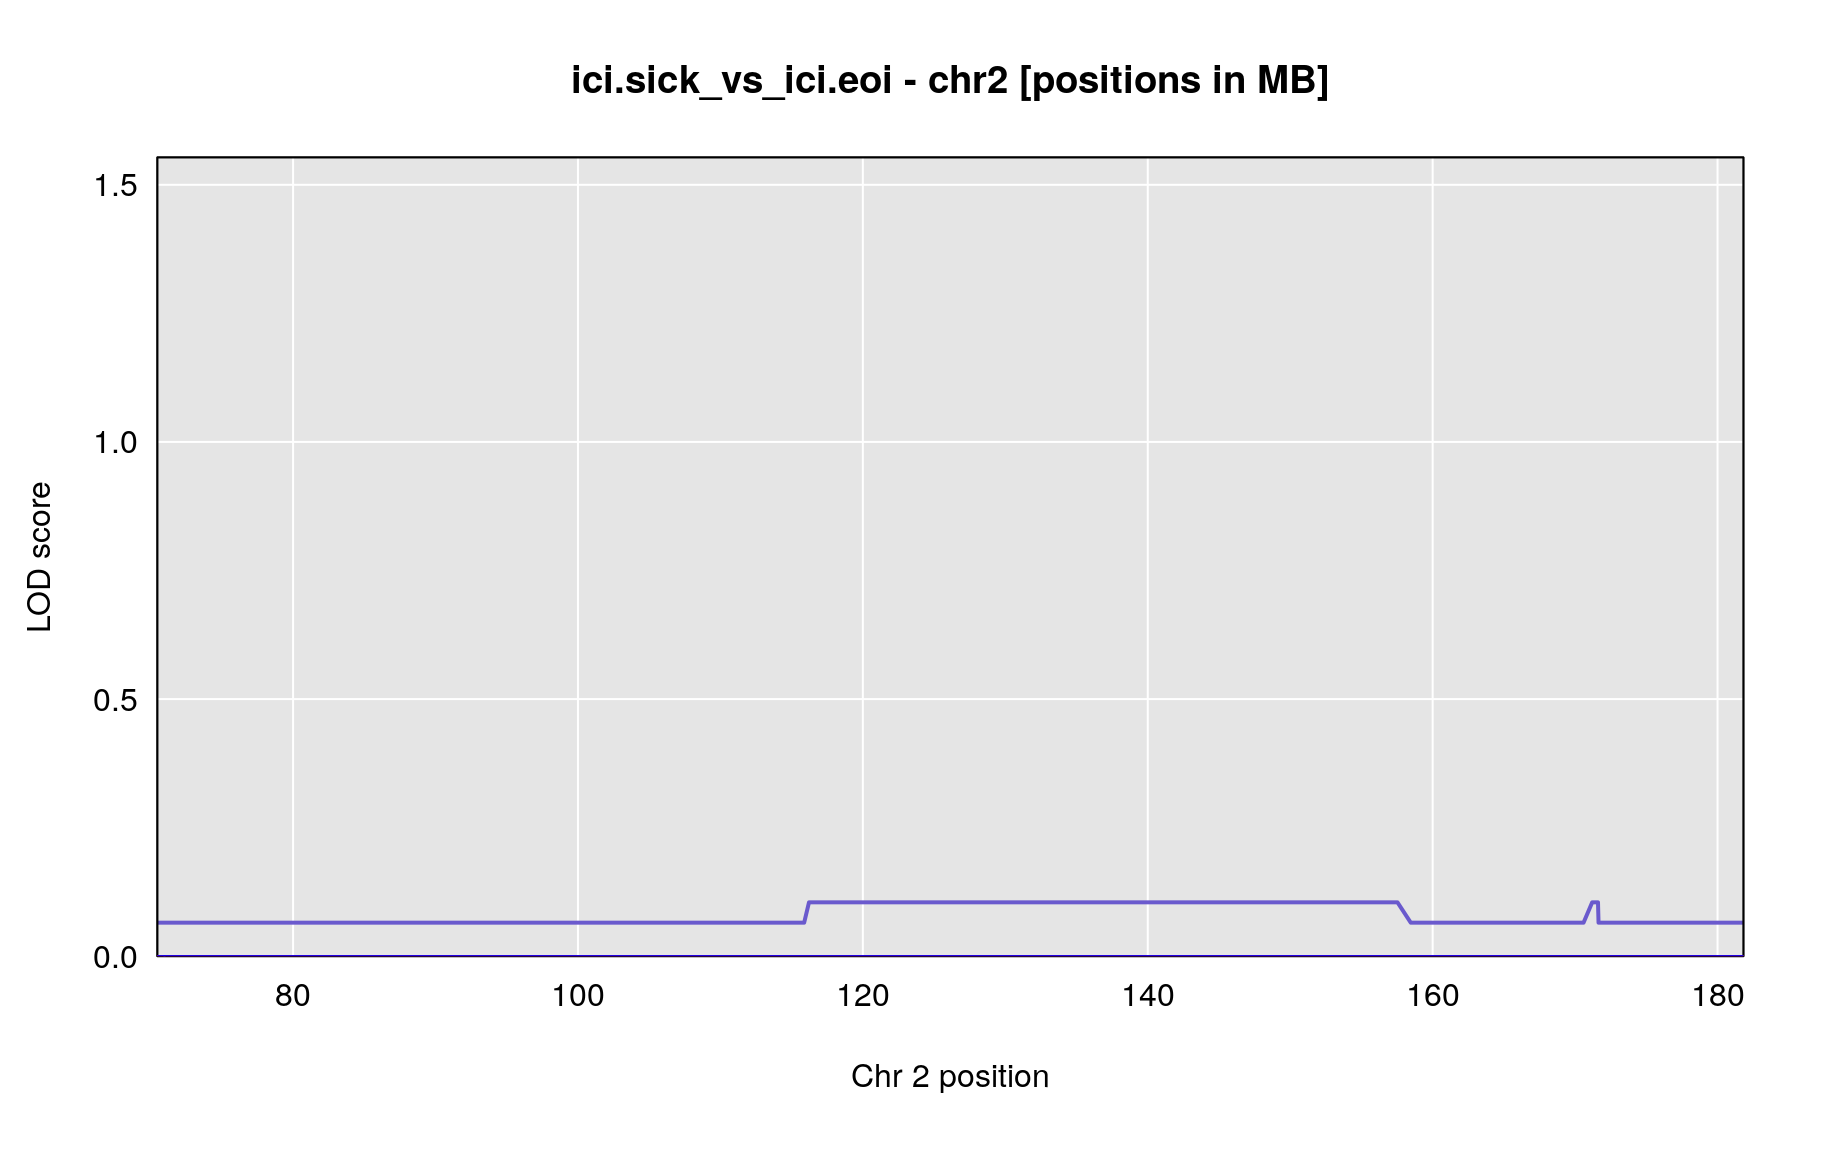 ici.sick_vs_ici.eoi - chr2 [positions in MB]
1.5
1.0
0.5
0.0
LOD score
80 100 120 140 160 180
Chr 2 position